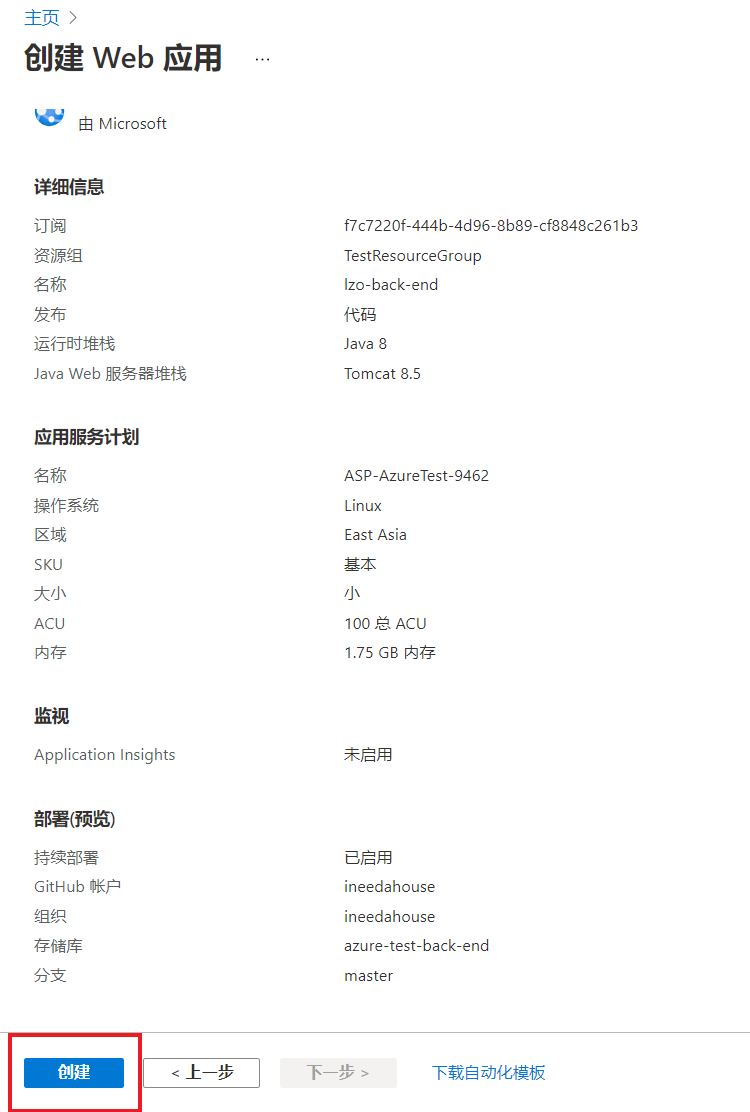 主页 >
创建 Web 应用 ...
由 Microsoft
详细信息
订阅 f7c7220f-444b-4d96-8b89-cf8848c261b3
资源组 TestResourceGroup
名称 lzo-back-end
发布 代码
运行时堆栈 Java 8
Java Web 服务器堆栈 Tomcat 8.5
应用服务计划
名称 ASP-AzureTest-9462
操作系统 Linux
区域 East Asia
SKU 基本
大小 小
ACU 100 总 ACU
内存 1.75 GB 内存
监视
Application Insights 未启用
部署(预览)
持续部署 已启用
GitHub 帐户 ineedahouse
组织 ineedahouse
存储库 azure-test-back-end
分支 master
创建 < 上一步 下一步 > 下载自动化模板